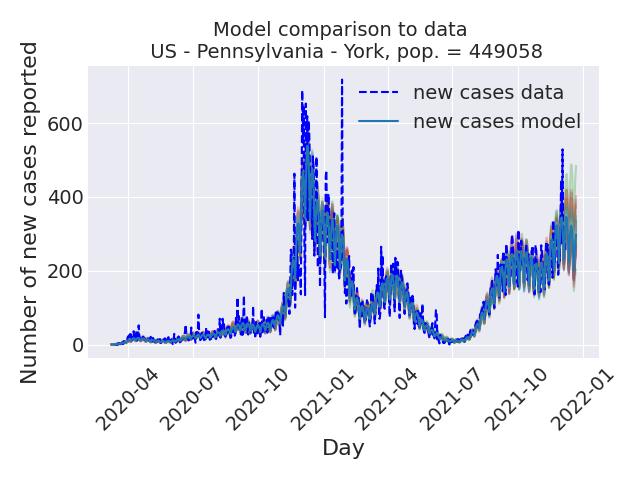 Model comparison to data
US - Pennsylvania - York, pop. = 449058
Number of new cases reported
600
400
200
0
new cases data
new cases model
2020-04
2020-07
2020-10
2021-01
2021-04
2021-07
2021-10
2022-01
Day